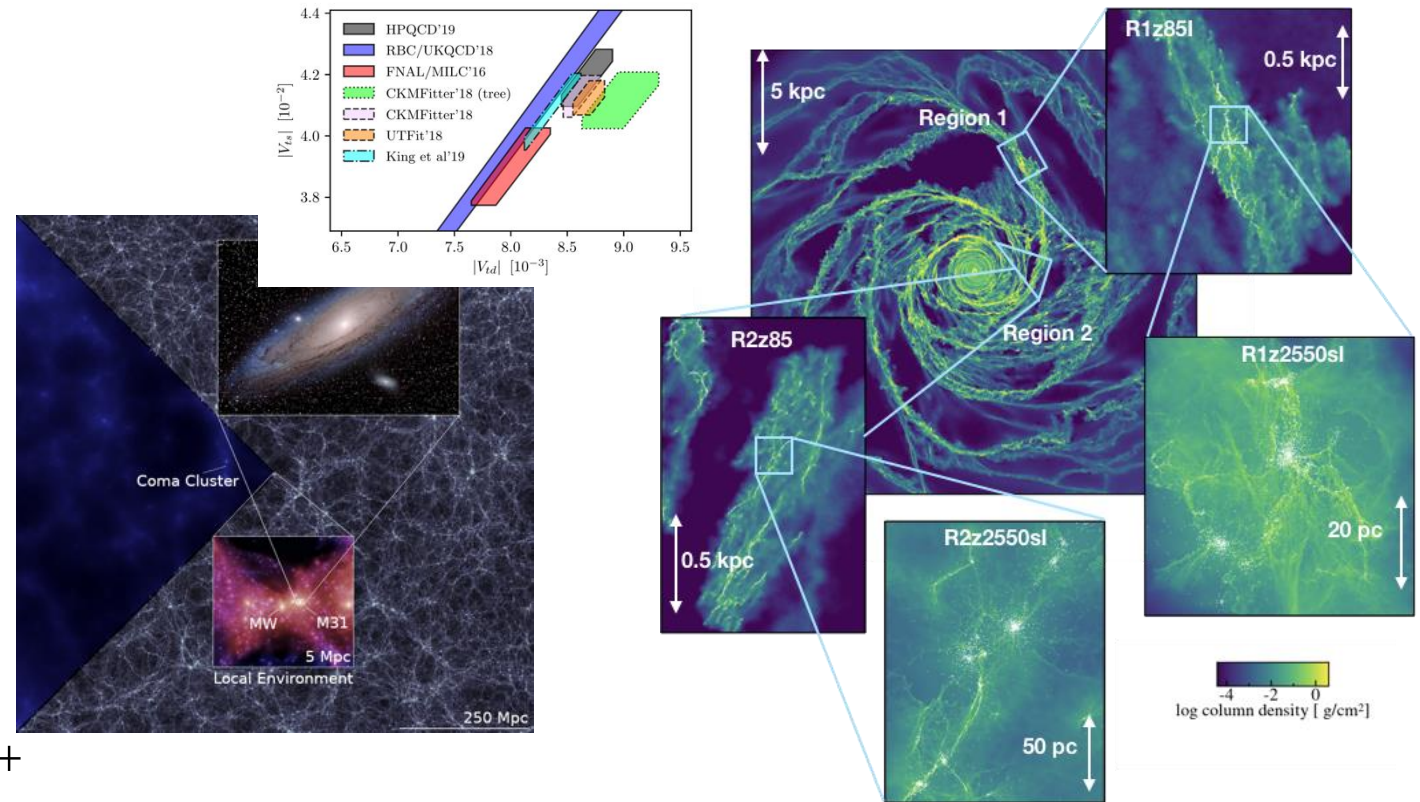 4.4
4.2
4.0
3.8
|V_{ts}| [10^{-2}]
HPQCD'19
RBC/UKQCD'18
FNAL/MILC'16
CKMFitter'18 (tree)
CKMFitter'18
UTFit'18
King et al'19
6.5 7.0 7.5 8.0 8.5 9.0 9.5
|V_{td}| [10^{-3}]
Coma Cluster
MW
M31
5 Mpc
Local Environment
250 Mpc
+
5 kpc
Region 1
Region 2
R1z85l
0.5 kpc
R2z85
0.5 kpc
R1z2550sl
20 pc
R2z2550sl
50 pc
-4 -2 0
log column density [ g/cm²]